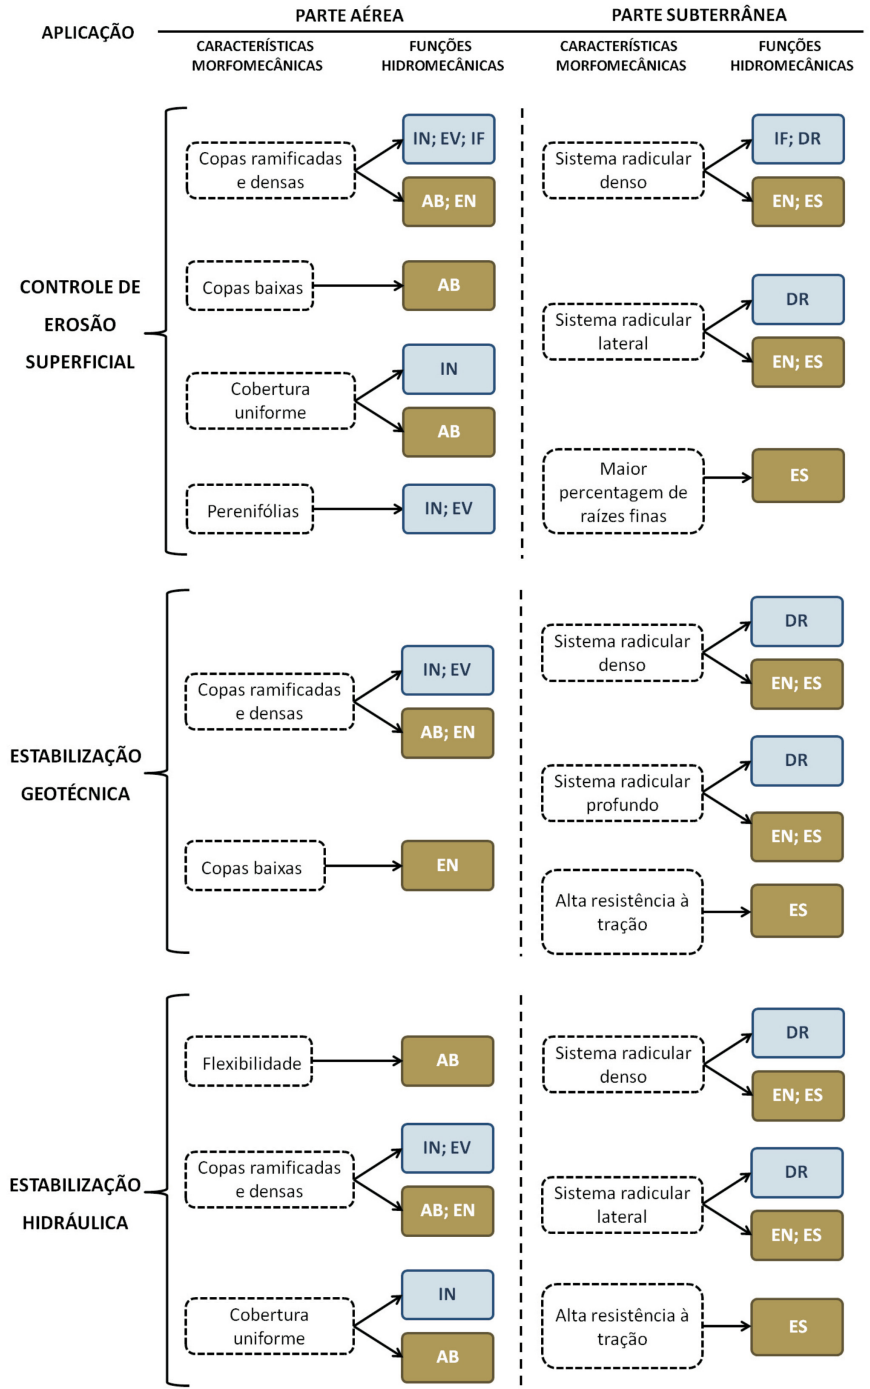 APLICAÇÃO
PARTE AÉREA
PARTE SUBTERRÂNEA
CARACTERÍSTICAS
MORFOMECÂNICAS
FUNÇÕES
HIDROMECÂNICAS
CARACTERÍSTICAS
MORFOMECÂNICAS
FUNÇÕES
HIDROMECÂNICAS
CONTROLE DE
EROSÃO
SUPERFICIAL
Copas ramificadas
e densas
IN; EV; IF
AB; EN
Copas baixas
AB
Cobertura
uniforme
IN
AB
Perenifólias
IN; EV
Sistema radicular
denso
IF; DR
EN; ES
Sistema radicular
lateral
DR
EN; ES
Maior
percentagem de
raízes finas
ES
ESTABILIZAÇÃO
GEOTÉCNICA
Copas ramificadas
e densas
IN; EV
AB; EN
Copas baixas
EN
Sistema radicular
denso
DR
EN; ES
Sistema radicular
profundo
DR
EN; ES
Alta resistência à
tração
ES
ESTABILIZAÇÃO
HIDRÁULICA
Flexibilidade
AB
Copas ramificadas
e densas
IN; EV
AB; EN
Cobertura
uniforme
IN
AB
Sistema radicular
denso
DR
EN; ES
Sistema radicular
lateral
DR
EN; ES
Alta resistência à
tração
ES